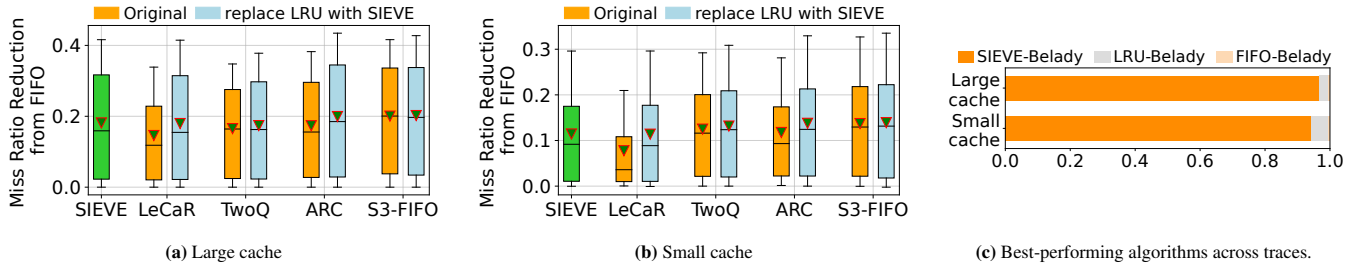 Original replace LRU with SIEVE
Miss Ratio Reduction
from FIFO
0.4
0.2
0.0
SIEVE LeCaR TwoQ ARC S3-FIFO
(a) Large cache
Original replace LRU with SIEVE
Miss Ratio Reduction
from FIFO
0.3
0.2
0.1
0.0
SIEVE LeCaR TwoQ ARC S3-FIFO
(b) Small cache
SIEVE-Belady LRU-Belady FIFO-Belady
Large
cache
Small
cache
0.0 0.2 0.4 0.6 0.8 1.0
(c) Best-performing algorithms across traces.